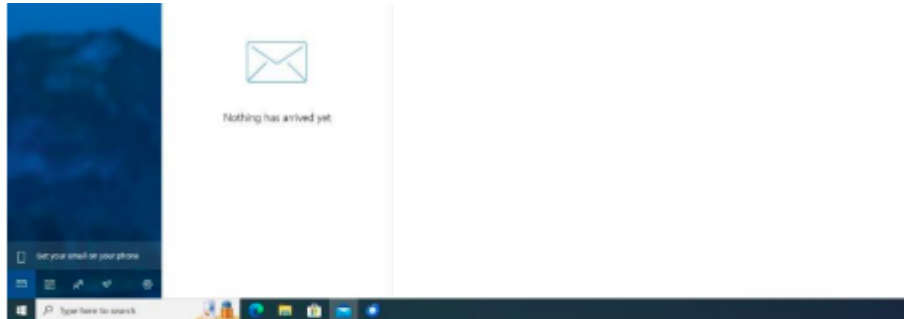 Nothing has arrived yet
Get your email on your phone
Type here to search